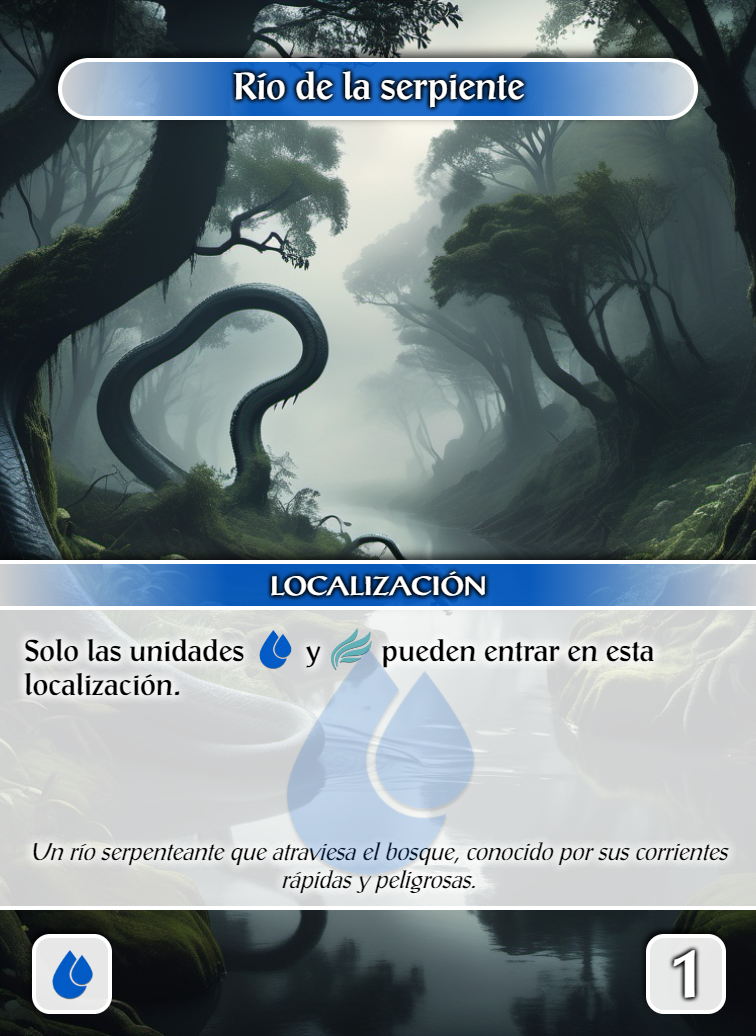 Río de la serpiente
LOCALIZACIÓN
Solo las unidades y pueden entrar en esta
localización.
Un río serpenteante que atraviesa el bosque, conocido por sus corrientes
rápidas y peligrosas.
1